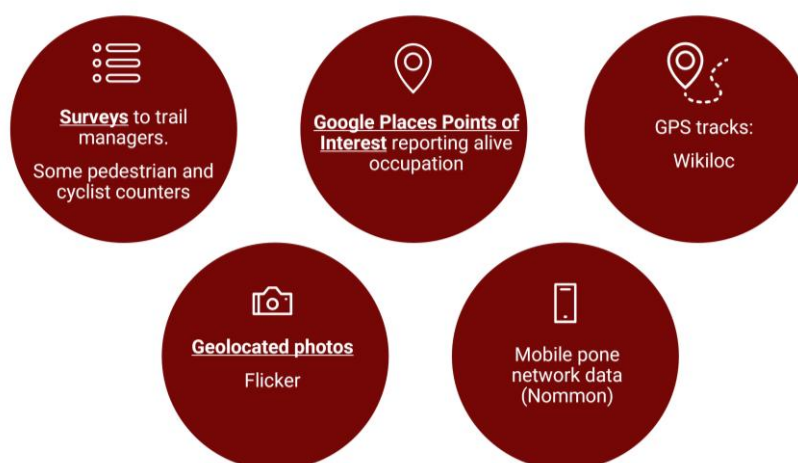 Surveys to trail
managers.
Some pedestrian and
cyclist counters
Google Places Points of
Interest reporting alive
occupation
GPS tracks:
Wikiloc
Geolocated photos
Flicker
Mobile pone
network data
(Nommon)